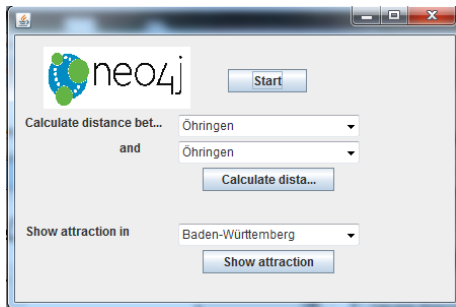 neo4j
Start
Calculate distance bet...
Öhringen
and
Öhringen
Calculate dista...
Show attraction in
Baden-Württemberg
Show attraction